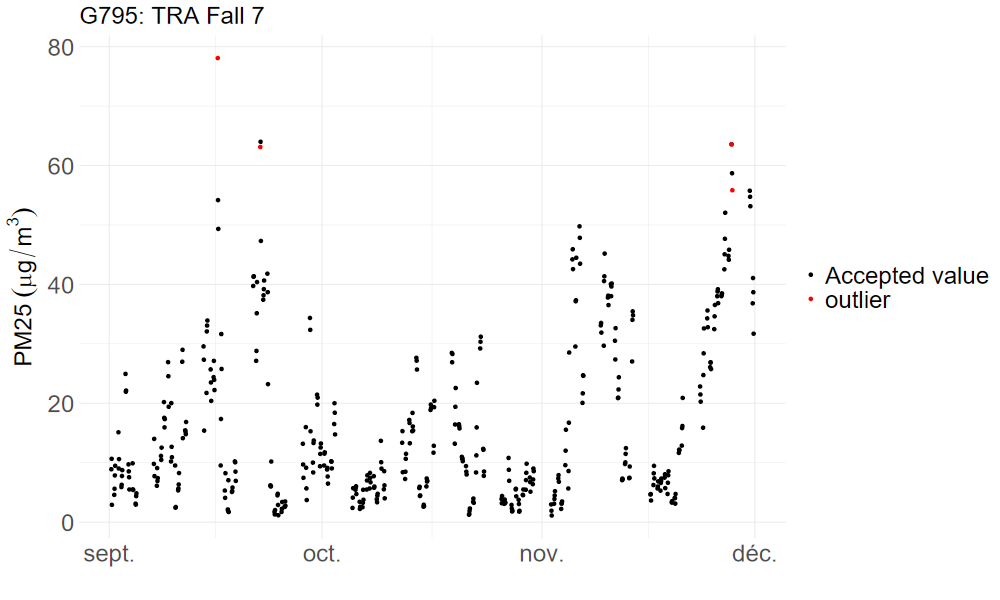 G795: TRA Fall 7
PM25 (μg/m³)
80
60
40
20
0
sept.
oct.
nov.
déc.
Accepted value
outlier